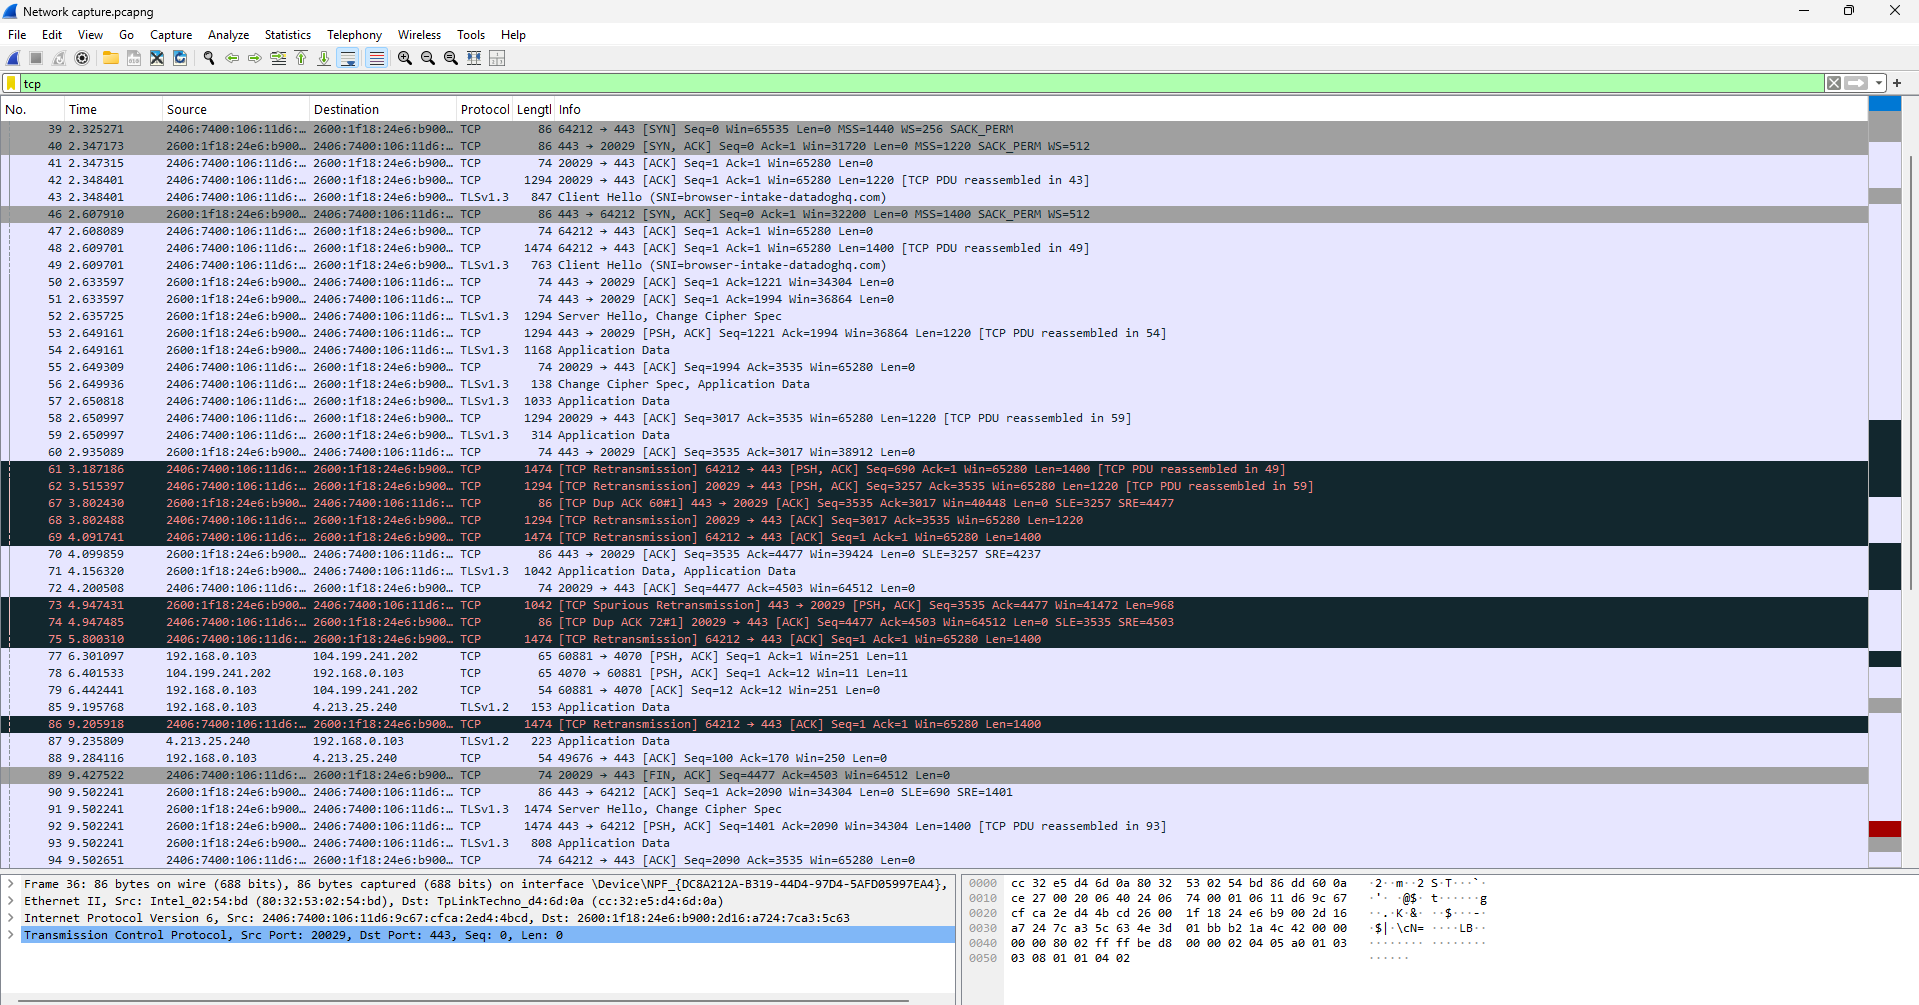 Network capture.pcapng
File Edit View Go Capture Analyze Statistics Telephony Wireless Tools Help
tcp
No. Time Source Destination Protocol Lengtl Info
39 2.325271 2406:7400:106:11d6:… 2600:1f18:24e6:b900… TCP 86 64212 → 443 [SYN] Seq=0 Win=65535 Len=0 MSS=1440 WS=256 SACK_PERM
40 2.347173 2600:1f18:24e6:b900… 2406:7400:106:11d6:… TCP 86 443 → 20029 [SYN, ACK] Seq=0 Ack=1 Win=31720 Len=0 MSS=1220 SACK_PERM WS=512
41 2.347315 2406:7400:106:11d6:… 2600:1f18:24e6:b900… TCP 74 20029 → 443 [ACK] Seq=1 Ack=1 Win=65280 Len=0
42 2.348401 2406:7400:106:11d6:… 2600:1f18:24e6:b900… TCP 1294 20029 → 443 [ACK] Seq=1 Ack=1 Win=65280 Len=1220 [TCP PDU reassembled in 43]
43 2.348401 2406:7400:106:11d6:… 2600:1f18:24e6:b900… TLSv1.3 847 Client Hello (SNI=browser-intake-datadoghq.com)
46 2.607910 2600:1f18:24e6:b900… 2406:7400:106:11d6:… TCP 86 443 → 64212 [SYN, ACK] Seq=0 Ack=1 Win=32200 Len=0 MSS=1400 SACK_PERM WS=512
47 2.608089 2406:7400:106:11d6:… 2600:1f18:24e6:b900… TCP 74 64212 → 443 [ACK] Seq=1 Ack=1 Win=65280 Len=0
48 2.609701 2406:7400:106:11d6:… 2600:1f18:24e6:b900… TCP 1474 64212 → 443 [ACK] Seq=1 Ack=1 Win=65280 Len=1400 [TCP PDU reassembled in 49]
49 2.609701 2406:7400:106:11d6:… 2600:1f18:24e6:b900… TLSv1.3 763 Client Hello (SNI=browser-intake-datadoghq.com)
50 2.633597 2600:1f18:24e6:b900… 2406:7400:106:11d6:… TCP 74 443 → 20029 [ACK] Seq=1 Ack=1221 Win=34304 Len=0
51 2.633597 2600:1f18:24e6:b900… 2406:7400:106:11d6:… TCP 74 443 → 20029 [ACK] Seq=1 Ack=1994 Win=36864 Len=0
52 2.635725 2600:1f18:24e6:b900… 2406:7400:106:11d6:… TLSv1.3 1294 Server Hello, Change Cipher Spec
53 2.649161 2600:1f18:24e6:b900… 2406:7400:106:11d6:… TCP 1294 443 → 20029 [PSH, ACK] Seq=1221 Ack=1994 Win=36864 Len=1220 [TCP PDU reassembled in 54]
54 2.649161 2600:1f18:24e6:b900… 2406:7400:106:11d6:… TLSv1.3 1168 Application Data
55 2.649309 2406:7400:106:11d6:… 2600:1f18:24e6:b900… TCP 74 20029 → 443 [ACK] Seq=1994 Ack=3535 Win=65280 Len=0
56 2.649936 2406:7400:106:11d6:… 2600:1f18:24e6:b900… TLSv1.3 138 Change Cipher Spec, Application Data
57 2.650818 2406:7400:106:11d6:… 2600:1f18:24e6:b900… TLSv1.3 1033 Application Data
58 2.650997 2406:7400:106:11d6:… 2600:1f18:24e6:b900… TCP 1294 20029 → 443 [ACK] Seq=3017 Ack=3535 Win=65280 Len=1220 [TCP PDU reassembled in 59]
59 2.650997 2406:7400:106:11d6:… 2600:1f18:24e6:b900… TLSv1.3 314 Application Data
60 2.935089 2600:1f18:24e6:b900… 2406:7400:106:11d6:… TCP 74 443 → 20029 [ACK] Seq=3535 Ack=3017 Win=38912 Len=0
61 3.187186 2406:7400:106:11d6:… 2600:1f18:24e6:b900… TCP 1474 [TCP Retransmission] 64212 → 443 [PSH, ACK] Seq=690 Ack=1 Win=65280 Len=1400 [TCP PDU reassembled in 49]
62 3.515397 2406:7400:106:11d6:… 2600:1f18:24e6:b900… TCP 1294 [TCP Retransmission] 20029 → 443 [PSH, ACK] Seq=3257 Ack=3535 Win=65280 Len=1220 [TCP PDU reassembled in 59]
67 3.802430 2600:1f18:24e6:b900… 2406:7400:106:11d6:… TCP 86 [TCP Dup ACK 60#1] 443 → 20029 [ACK] Seq=3535 Ack=3017 Win=40448 Len=0 SLE=3257 SRE=4477
68 3.802488 2406:7400:106:11d6:… 2600:1f18:24e6:b900… TCP 1294 [TCP Retransmission] 20029 → 443 [ACK] Seq=3017 Ack=3535 Win=65280 Len=1220
69 4.091741 2406:7400:106:11d6:… 2600:1f18:24e6:b900… TCP 1474 [TCP Retransmission] 64212 → 443 [ACK] Seq=1 Ack=1 Win=65280 Len=1400
70 4.099859 2600:1f18:24e6:b900… 2406:7400:106:11d6:… TCP 86 443 → 20029 [ACK] Seq=3535 Ack=4477 Win=39424 Len=0 SLE=3257 SRE=4237
71 4.156320 2600:1f18:24e6:b900… 2406:7400:106:11d6:… TLSv1.3 1042 Application Data, Application Data
72 4.200508 2406:7400:106:11d6:… 2600:1f18:24e6:b900… TCP 74 20029 → 443 [ACK] Seq=4477 Ack=4503 Win=64512 Len=0
73 4.947431 2600:1f18:24e6:b900… 2406:7400:106:11d6:… TCP 1042 [TCP Spurious Retransmission] 443 → 20029 [PSH, ACK] Seq=3535 Ack=4477 Win=41472 Len=968
74 4.947485 2406:7400:106:11d6:… 2600:1f18:24e6:b900… TCP 86 [TCP Dup ACK 72#1] 20029 → 443 [ACK] Seq=4477 Ack=4503 Win=64512 Len=0 SLE=3535 SRE=4503
75 5.800310 2406:7400:106:11d6:… 2600:1f18:24e6:b900… TCP 1474 [TCP Retransmission] 64212 → 443 [ACK] Seq=1 Ack=1 Win=65280 Len=1400
77 6.301097 192.168.0.103 104.199.241.202 TCP 65 60881 → 4070 [PSH, ACK] Seq=1 Ack=1 Win=251 Len=11
78 6.401533 104.199.241.202 192.168.0.103 TCP 65 4070 → 60881 [PSH, ACK] Seq=1 Ack=12 Win=11 Len=11
79 6.442441 192.168.0.103 104.199.241.202 TCP 54 60881 → 4070 [ACK] Seq=12 Ack=12 Win=251 Len=0
85 9.195768 192.168.0.103 4.213.25.240 TLSv1.2 153 Application Data
86 9.205918 2406:7400:106:11d6:… 2600:1f18:24e6:b900… TCP 1474 [TCP Retransmission] 64212 → 443 [ACK] Seq=1 Ack=1 Win=65280 Len=1400
87 9.235809 4.213.25.240 192.168.0.103 TLSv1.2 223 Application Data
88 9.284116 192.168.0.103 4.213.25.240 TCP 54 49676 → 443 [ACK] Seq=100 Ack=170 Win=250 Len=0
89 9.427522 2406:7400:106:11d6:… 2600:1f18:24e6:b900… TCP 74 20029 → 443 [FIN, ACK] Seq=4477 Ack=4503 Win=64512 Len=0
90 9.502241 2600:1f18:24e6:b900… 2406:7400:106:11d6:… TCP 86 443 → 64212 [ACK] Seq=1 Ack=2090 Win=34304 Len=0 SLE=690 SRE=1401
91 9.502241 2600:1f18:24e6:b900… 2406:7400:106:11d6:… TLSv1.3 1474 Server Hello, Change Cipher Spec
92 9.502241 2600:1f18:24e6:b900… 2406:7400:106:11d6:… TCP 1474 443 → 64212 [PSH, ACK] Seq=1401 Ack=2090 Win=34304 Len=1400 [TCP PDU reassembled in 93]
93 9.502241 2600:1f18:24e6:b900… 2406:7400:106:11d6:… TLSv1.3 808 Application Data
94 9.502651 2406:7400:106:11d6:… 2600:1f18:24e6:b900… TCP 74 64212 → 443 [ACK] Seq=2090 Ack=3535 Win=65280 Len=0
Frame 36: 86 bytes on wire (688 bits), 86 bytes captured (688 bits) on interface \Device\NPF_{DC8A212A-B319-44D4-97D4-5AFD05997EA4},
Ethernet II, Src: Intel_02:54:bd (80:32:53:02:54:bd), Dst: TpLinkTechno_d4:6d:0a (cc:32:e5:d4:6d:0a)
Internet Protocol Version 6, Src: 2406:7400:106:11d6:9c67:cfca:2ed4:4bcd, Dst: 2600:1f18:24e6:b900:2d16:a724:7ca3:5c63
Transmission Control Protocol, Src Port: 20029, Dst Port: 443, Seq: 0, Len: 0
0000 cc 32 e5 d4 6d 0a 80 32 53 02 54 bd 86 dd 60 0a ·2··m··2 S·T···`·
0010 ce 27 00 20 06 40 24 06 74 00 01 06 11 d6 9c 67 ·'· ·@$· t······g
0020 cf ca 2e d4 4b cd 26 00 1f 18 24 e6 b9 00 2d 16 ··.·K·&· ··$···-·
0030 a7 24 7c a3 5c 63 4e 3d 01 bb b2 1a 4c 42 00 00 ·$|·\cN= ····LB··
0040 00 00 80 02 ff ff be d8 00 00 02 04 05 a0 01 03 ········ ········
0050 03 08 01 01 04 02 ······